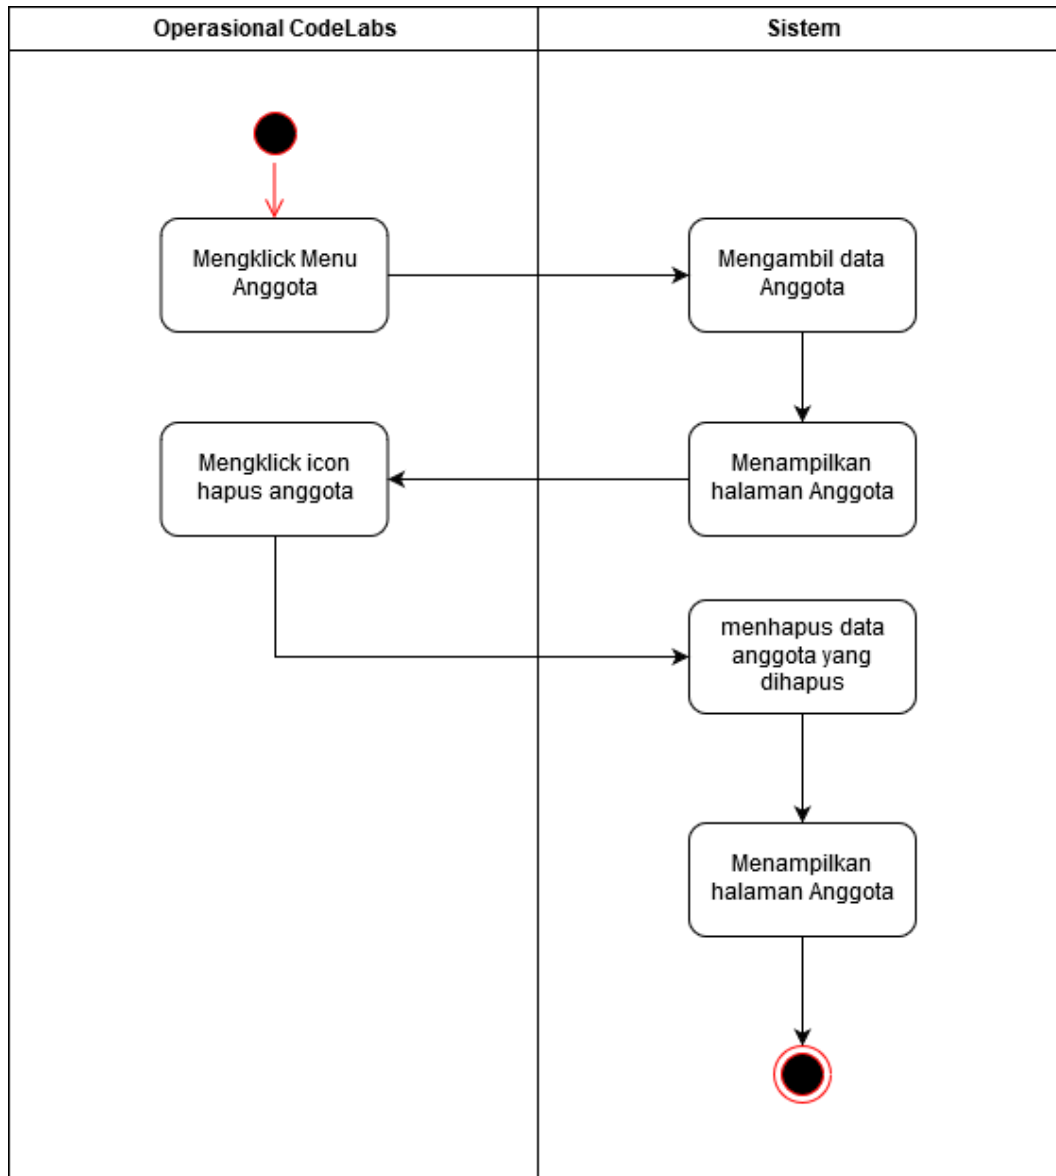 Operasional CodeLabs
Sistem
Mengklick Menu
Anggota
Mengambil data
Anggota
Menampilkan
halaman Anggota
Mengklick icon
hapus anggota
menhapus data
anggota yang
dihapus
Menampilkan
halaman Anggota